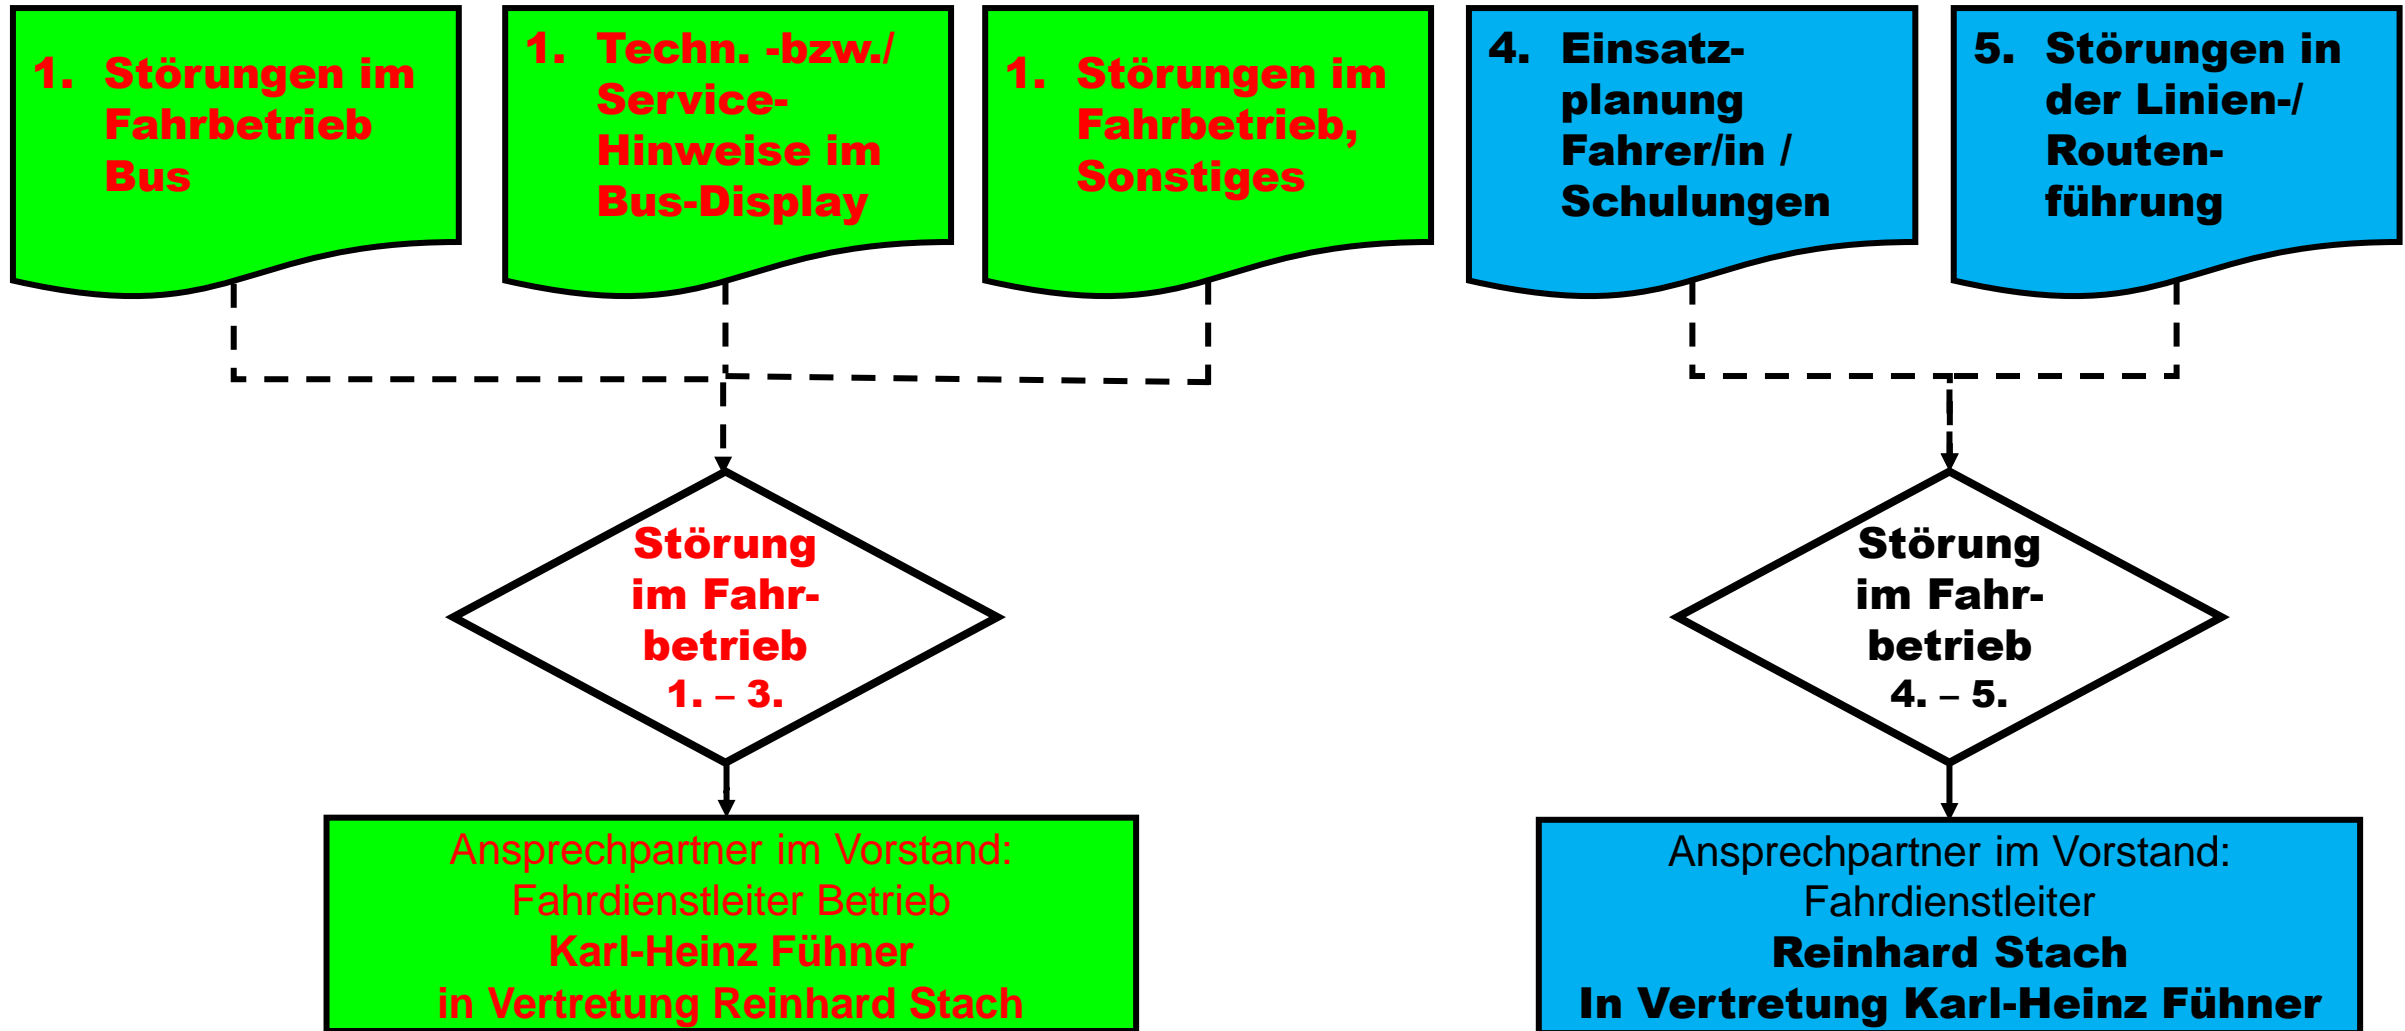 1. Störungen im
Fahrbetrieb
Bus
1. Techn. -bzw./
Service-
Hinweise im
Bus-Display
1. Störungen im
Fahrbetrieb,
Sonstiges
4. Einsatz-
planung
Fahrer/in /
Schulungen
5. Störungen in
der Linien-/
Routen-
führung
Störung
im Fahr-
betrieb
1. – 3.
Störung
im Fahr-
betrieb
4. – 5.
Ansprechpartner im Vorstand:
Fahrdienstleiter Betrieb
Karl-Heinz Führer
in Vertretung Reinhard Stach
Ansprechpartner im Vorstand:
Fahrdienstleiter
Reinhard Stach
In Vertretung Karl-Heinz Fühner